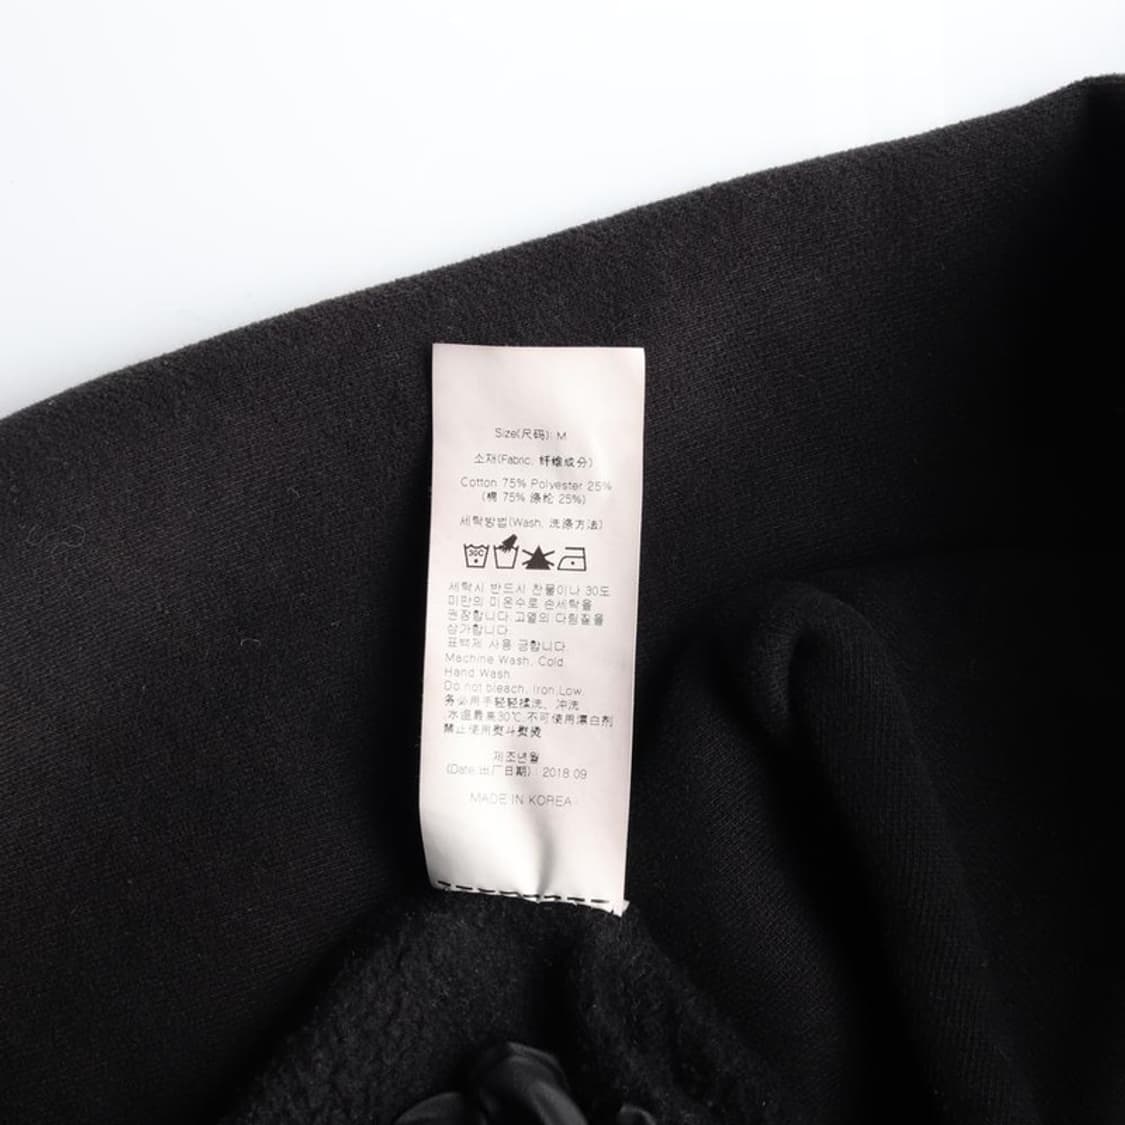 Size(尺码): M
소재(Fabric, 纤维成分)
Cotton 75% Polyester 25%
(棉 75% 涤纶 25%)
세탁방법(Wash, 洗涤方法)
30C
세탁시 반드시 찬물이나 30도
미만의 미온수로 손세탁을
권장합니다.고열의 다림질을
삼가합니다.
표백제 사용 금합니다.
Machine Wash, Cold
Hand Wash
Do not bleach, Iron,Low.
务必用手轻轻揉洗、冲洗
,水温最高30℃,不可使用漂白剂
禁止使用熨斗熨烫
제조년월
(Date:出厂日期) : 2018.09
MADE IN KOREA